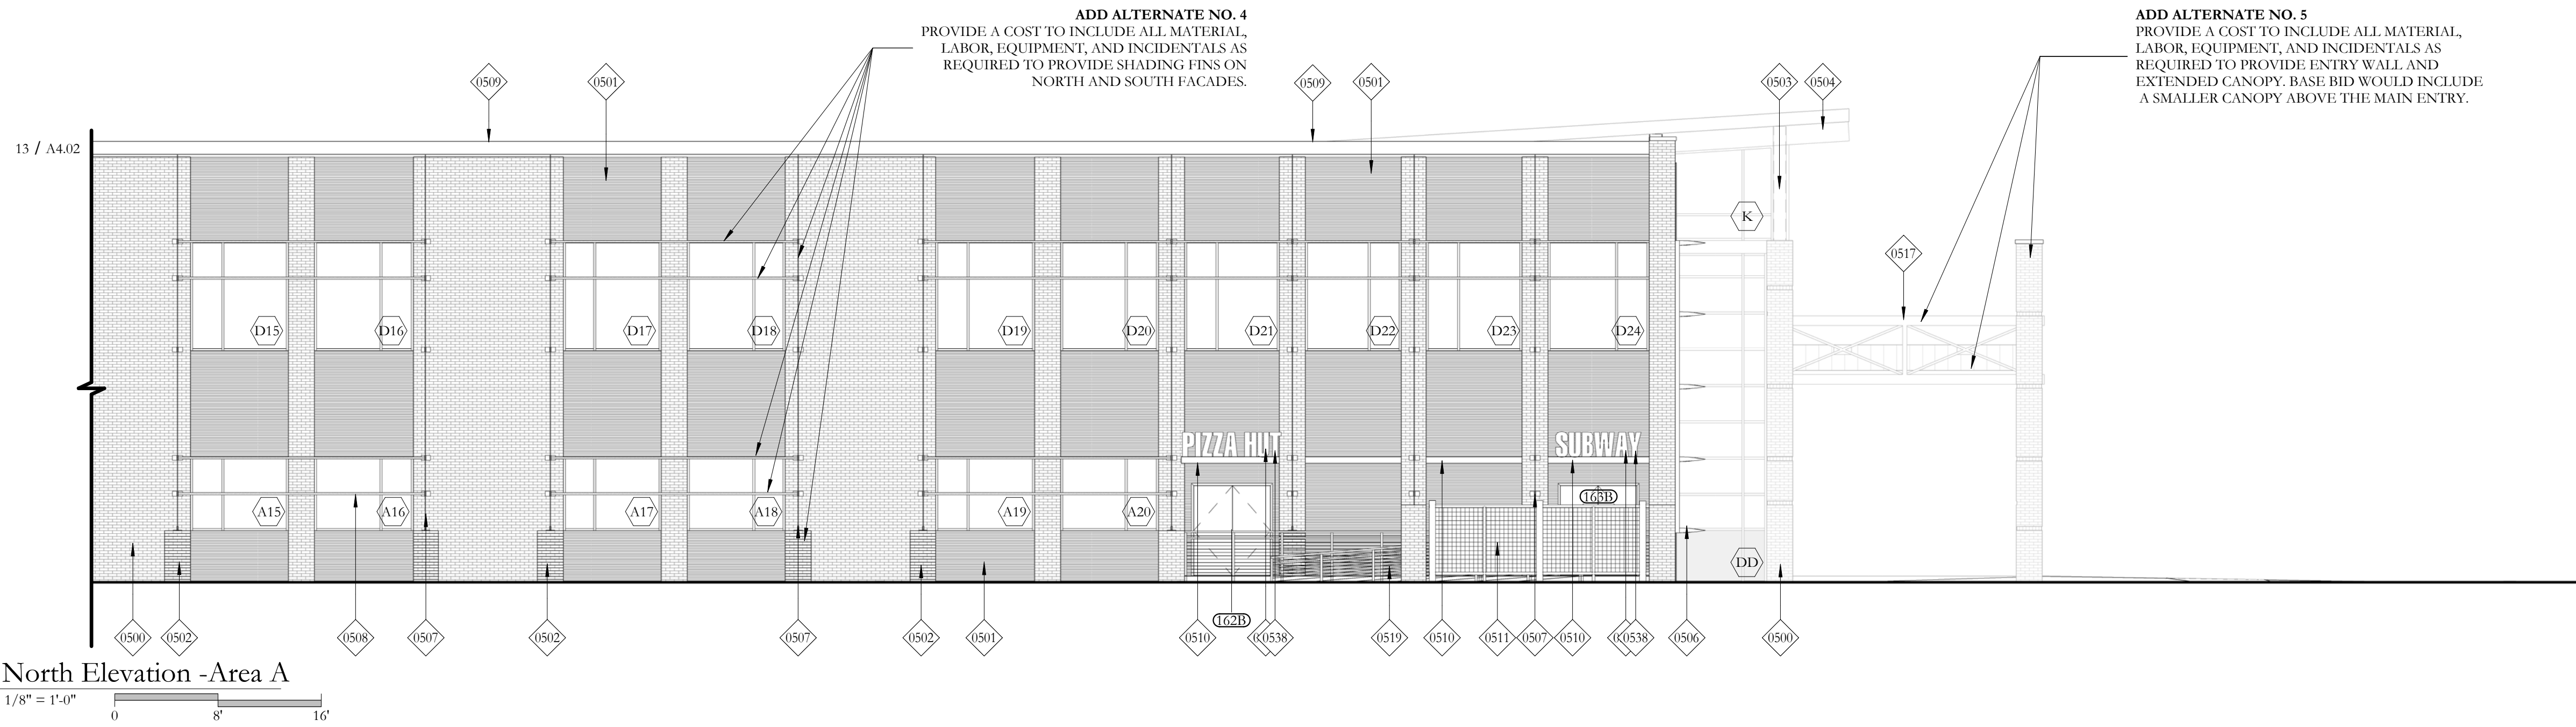 ADD ALTERNATE NO. 4
PROVIDE A COST TO INCLUDE ALL MATERIAL,
LABOR, EQUIPMENT, AND INCIDENTALS AS
REQUIRED TO PROVIDE SHADING FINS ON
NORTH AND SOUTH FACADES.
ADD ALTERNATE NO. 5
PROVIDE A COST TO INCLUDE ALL MATERIAL,
LABOR, EQUIPMENT, AND INCIDENTALS AS
REQUIRED TO PROVIDE ENTRY WALL AND
EXTENDED CANOPY. BASE BID WOULD INCLUDE
A SMALLER CANOPY ABOVE THE MAIN ENTRY.
0509 0501 0509 0501 0503 0504
13 / A4.02
K
0517
D15 D16 D17 D18 D19 D20 D21 D22 D23 D24
PIZZA HUT SUBWAY
163B
A15 A16 A17 A18 A19 A20
DD
162B
0500 0502 0508 0507 0502 0507 0502 0501 0510 0538 0519 0510 0511 0507 0510 0538 0506 0500
North Elevation -Area A
1/8" = 1'-0"
0 8' 16'